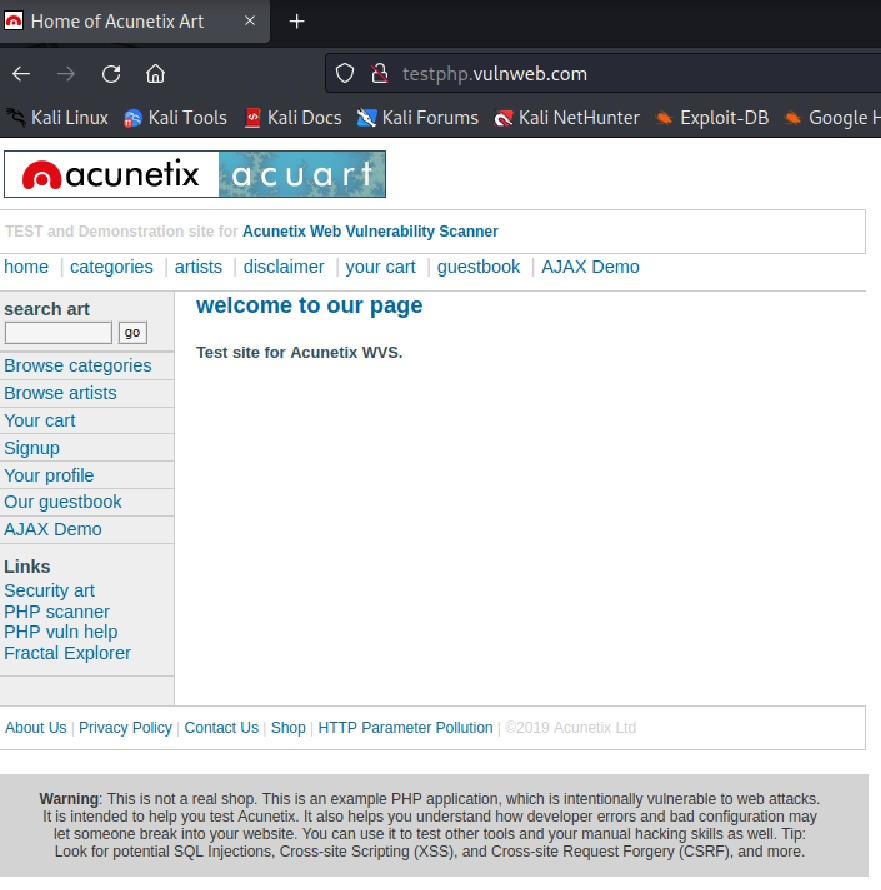 Home of Acunetix Art
testphp.vulnweb.com
Kali Linux Kali Tools Kali Docs Kali Forums Kali NetHunter Exploit-DB Google H
acunetix acuart
TEST and Demonstration site for Acunetix Web Vulnerability Scanner
home | categories | artists | disclaimer | your cart | guestbook | AJAX Demo
search art
go
Browse categories
Browse artists
Your cart
Signup
Your profile
Our guestbook
AJAX Demo
Links
Security art
PHP scanner
PHP vuln help
Fractal Explorer
welcome to our page
Test site for Acunetix WVS.
About Us | Privacy Policy | Contact Us | Shop | HTTP Parameter Pollution | ©2019 Acunetix Ltd
Warning: This is not a real shop. This is an example PHP application, which is intentionally vulnerable to web attacks.
It is intended to help you test Acunetix. It also helps you understand how developer errors and bad configuration may
let someone break into your website. You can use it to test other tools and your manual hacking skills as well. Tip:
Look for potential SQL Injections, Cross-site Scripting (XSS), and Cross-site Request Forgery (CSRF), and more.